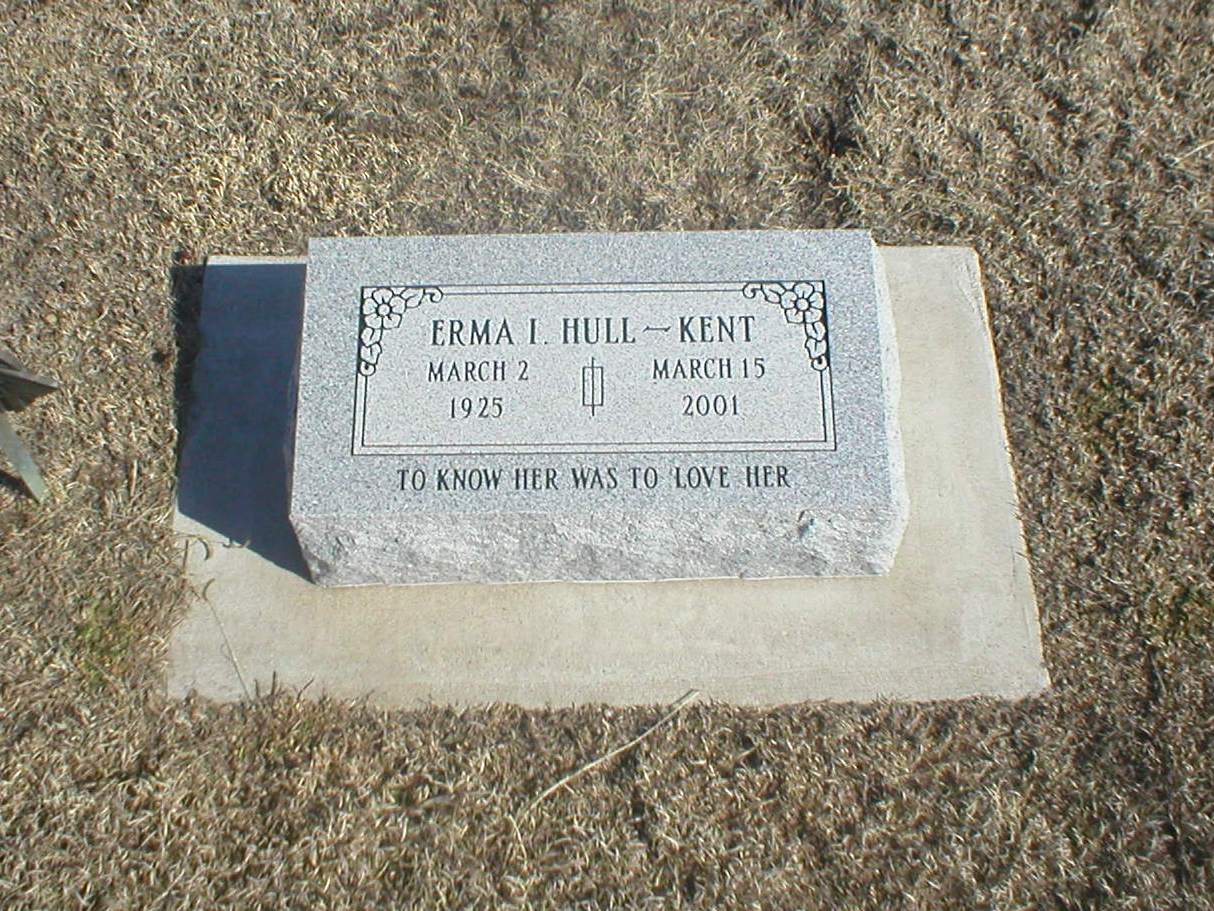 ERMA I. HULL - KENT
MARCH 2 MARCH 15
1925 2001
TO KNOW HER WAS TO LOVE HER